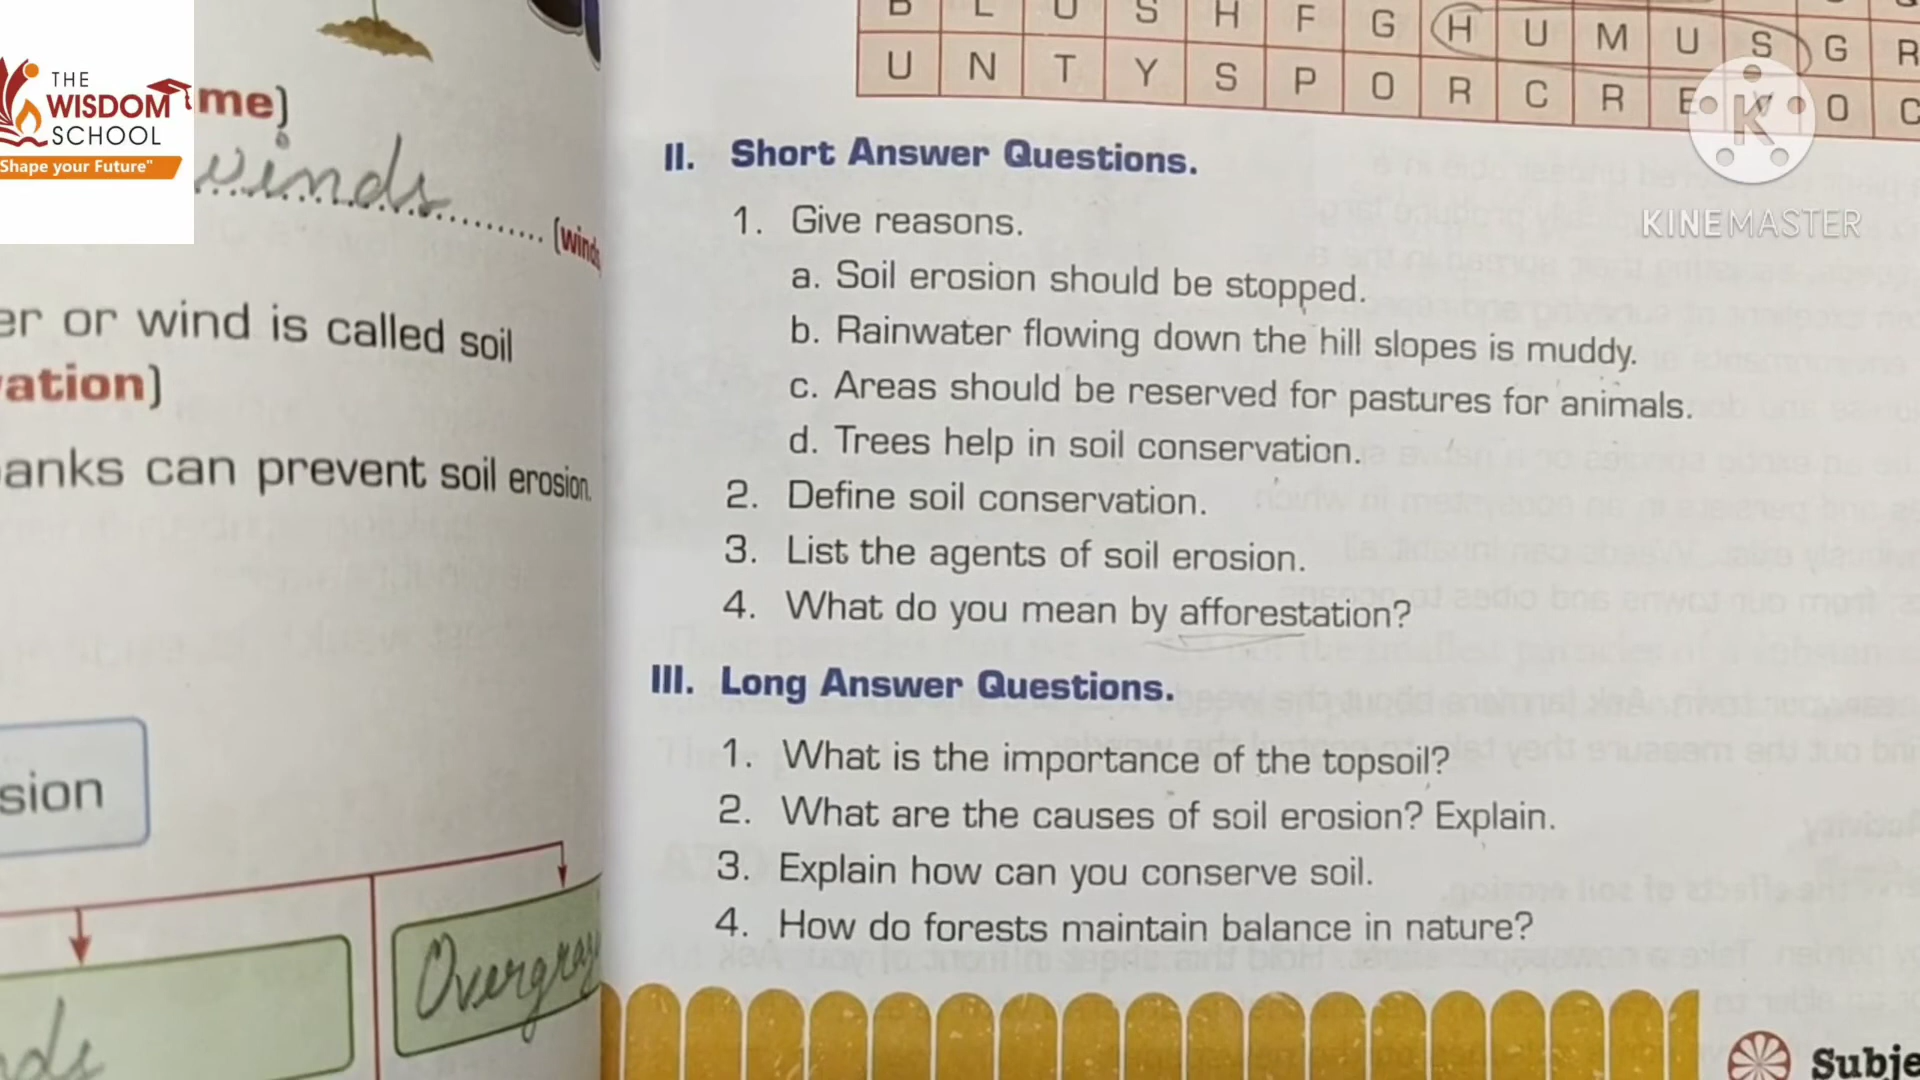 THE
WISDOM
SCHOOL
Shape your Future"
me)
winds
(winds
er or wind is called soil
vation)
anks can prevent soil erosion.
sion
Overgraz
nds
B L U S H F G H U M U S G R
U N T Y S P O R C R E V O C
II. Short Answer Questions.
1. Give reasons.
a. Soil erosion should be stopped.
b. Rainwater flowing down the hill slopes is muddy.
c. Areas should be reserved for pastures for animals.
d. Trees help in soil conservation.
2. Define soil conservation.
3. List the agents of soil erosion.
4. What do you mean by afforestation?
III. Long Answer Questions.
1. What is the importance of the topsoil?
2. What are the causes of soil erosion? Explain.
3. Explain how can you conserve soil.
4. How do forests maintain balance in nature?
Subje
K
KINEMASTER